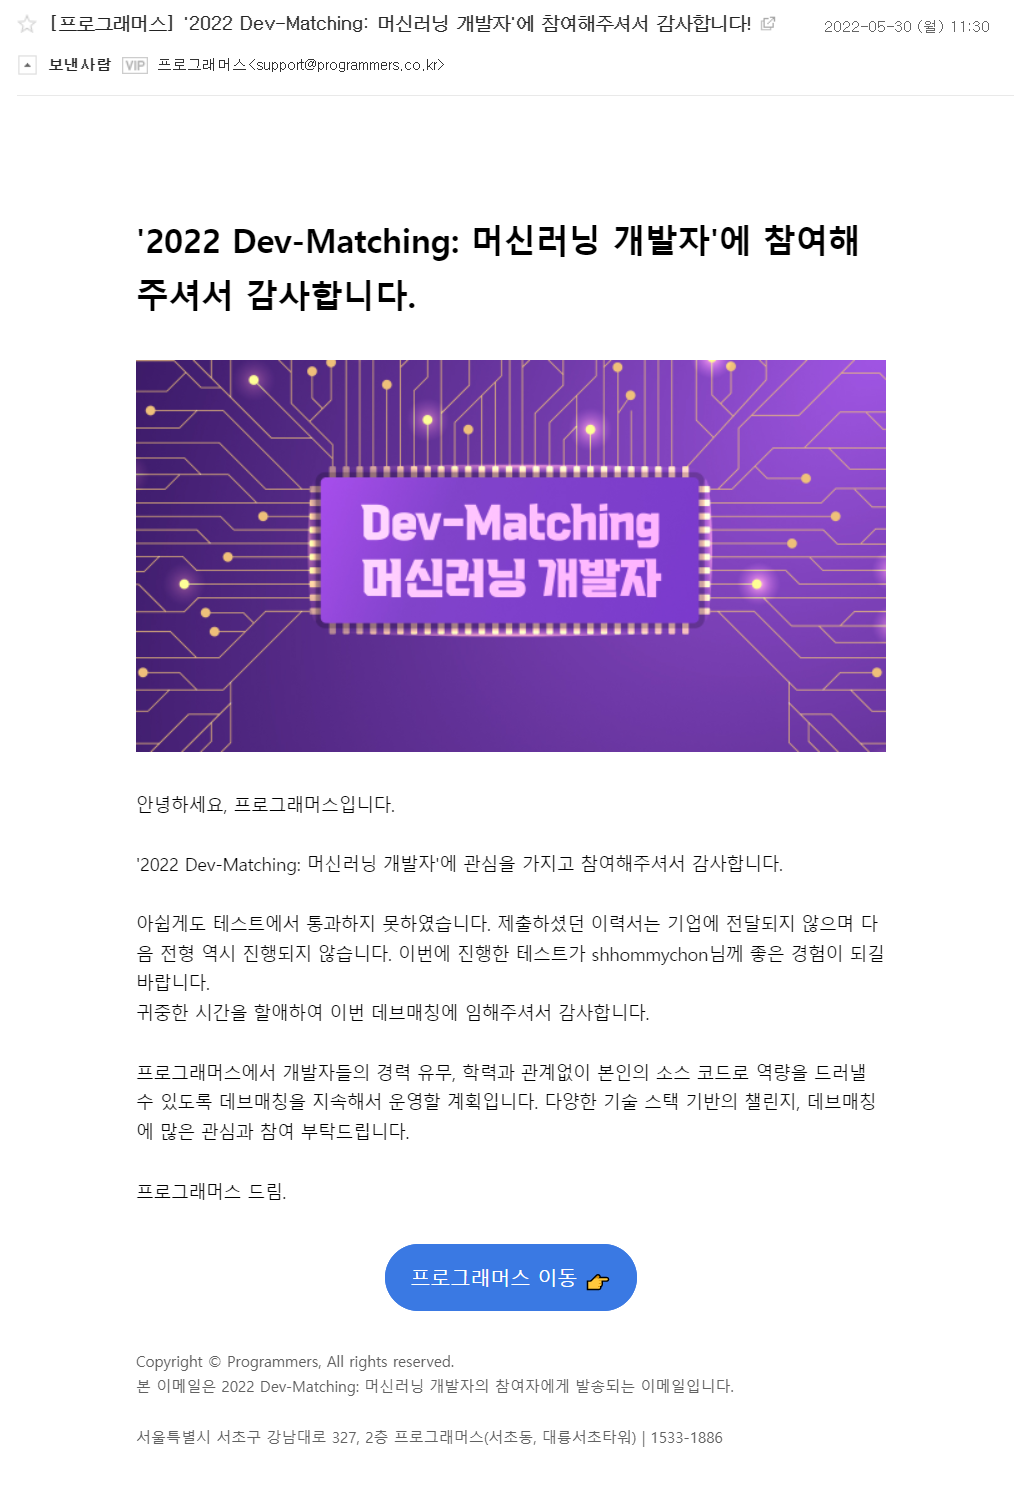 [프로그래머스] '2022 Dev-Matching: 머신러닝 개발자'에 참여해주셔서 감사합니다!
2022-05-30 (월) 11:30
보낸사람 VIP 프로그래머스<support@programmers.co.kr>
'2022 Dev-Matching: 머신러닝 개발자'에 참여해
주셔서 감사합니다.
Dev-Matching
머신러닝 개발자
안녕하세요, 프로그래머스입니다.
'2022 Dev-Matching: 머신러닝 개발자'에 관심을 가지고 참여해주셔서 감사합니다.
아쉽게도 테스트에서 통과하지 못하였습니다. 제출하셨던 이력서는 기업에 전달되지 않으며 다
음 전형 역시 진행되지 않습니다. 이번에 진행한 테스트가 shhommychon님께 좋은 경험이 되길
바랍니다.
귀중한 시간을 할애하여 이번 데브매칭에 임해주셔서 감사합니다.
프로그래머스에서 개발자들의 경력 유무, 학력과 관계없이 본인의 소스 코드로 역량을 드러낼
수 있도록 데브매칭을 지속해서 운영할 계획입니다. 다양한 기술 스택 기반의 챌린지, 데브매칭
에 많은 관심과 참여 부탁드립니다.
프로그래머스 드림.
프로그래머스 이동 👉
Copyright © Programmers, All rights reserved.
본 이메일은 2022 Dev-Matching: 머신러닝 개발자의 참여자에게 발송되는 이메일입니다.
서울특별시 서초구 강남대로 327, 2층 프로그래머스(서초동, 대륭서초타워) | 1533-1886